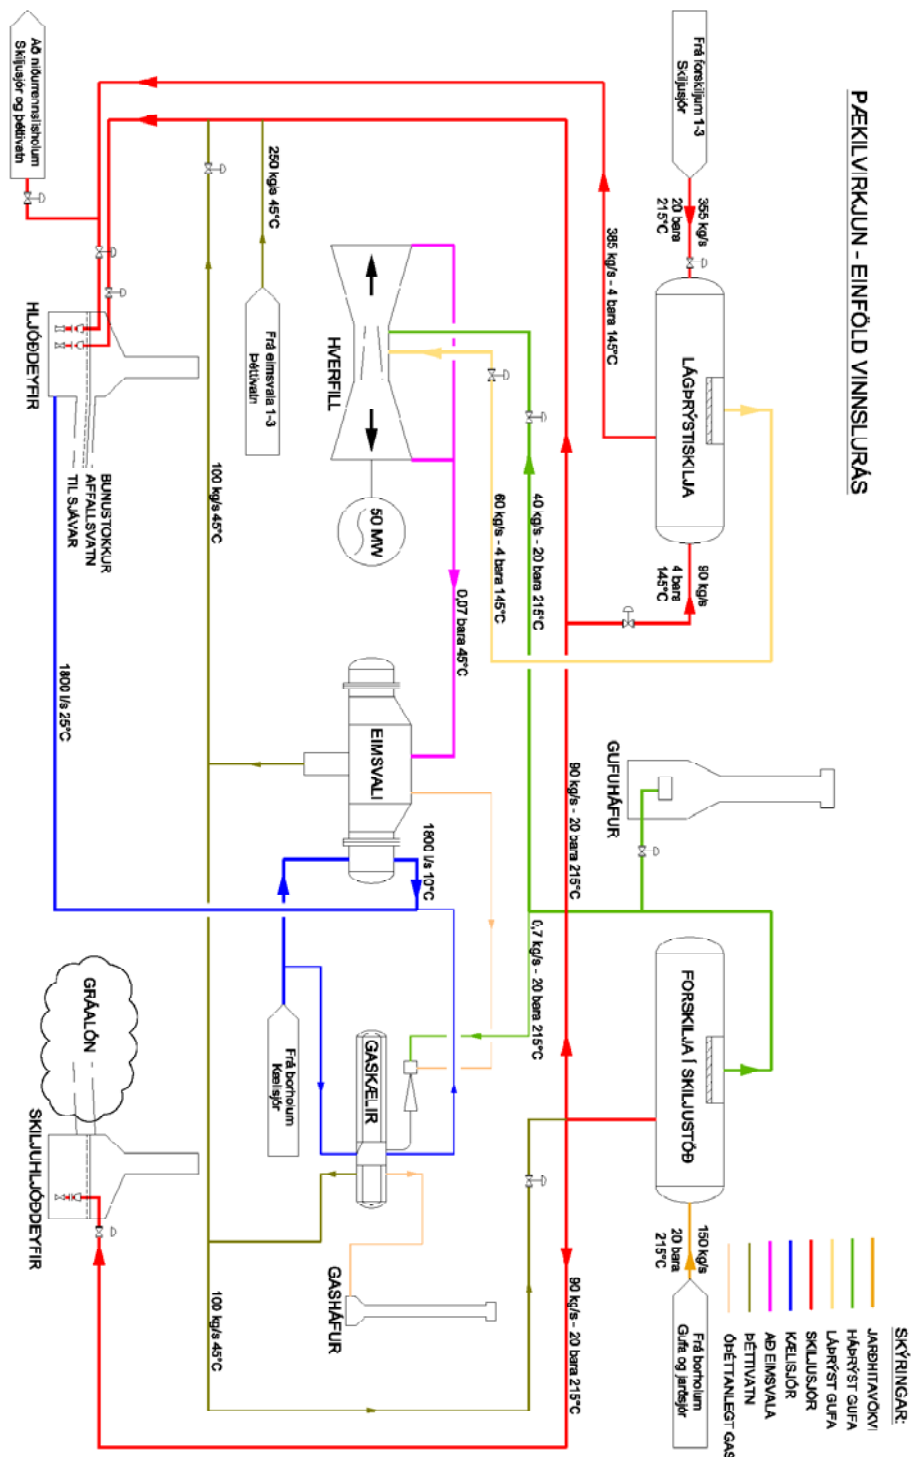 ÞÆKILVIRKJUN - EINFÖLD VINNSLURÁS
Frá forskiljum 1-3
Skiljusjór
355 kg/s
20 bara
215°C
LÁGÞRÝSTISKILJA
90 kg/s
4 bara
145°C
GUFUHÁFUR
FORSKILJA Í SKILJUSTÖÐ
150 kg/s
20 bara
215°C
Frá borholum
Gufa og jarðsjór
SKÝRINGAR:
JARÐHITAVÖKVI
HÁÞRÝST GUFA
LÁÞRÝST GUFA
SKILJUSJÓR
KÆLISJÓR
AÐ EIMSVALA
ÞÉTTIVATN
ÓÞÉTTANLEGT GAS
385 kg/s - 4 bara 145°C
90 kg/s - 20 bara 215°C
90 kg/s - 20 bara 215°C
40 kg/s - 20 bara 215°C
0,7 kg/s - 20 bara 215°C
60 kg/s - 4 bara 145°C
0,07 bara 45°C
HVERFILL
50 MW
EIMSVALI
1800 l/s 10°C
GASKÆLIR
GASHÁFUR
Frá borholum
Kælisjór
Frá eimsvala 1-3
Þéttivatn
250 kg/s 45°C
100 kg/s 45°C
100 kg/s 45°C
Að niðurrennslisholum
Skiljusjór og þéttivatn
HLJÓÐDEYFIR
BUNUSTOKKUR
AFFALLSVATN
TIL SJÁVAR
1800 l/s 25°C
GRÁALÓN
SKILJUHLJÓÐDEYFIR